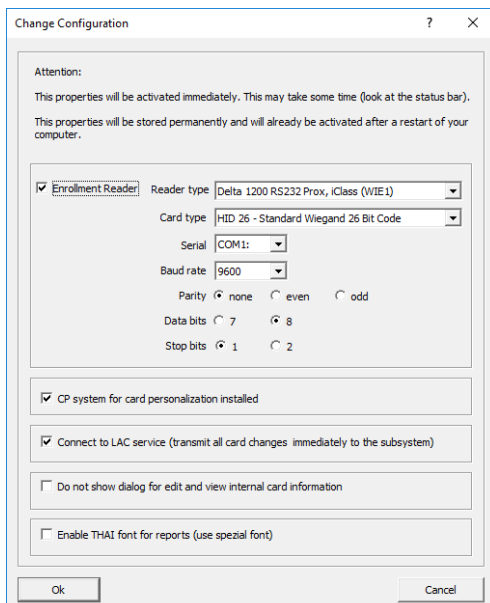 Change Configuration ? ×
Attention:
This properties will be activated immediately. This may take some time (look at the status bar).
This properties will be stored permanently and will already be activated after a restart of your
computer.
Enrollment Reader Reader type Delta 1200 RS232 Prox, iClass (WIE1)
Card type HID 26 - Standard Wiegand 26 Bit Code
Serial COM1:
Baud rate 9600
Parity none even odd
Data bits 7 8
Stop bits 1 2
CP system for card personalization installed
Connect to LAC service (transmit all card changes immediately to the subsystem)
Do not show dialog for edit and view internal card information
Enable THAI font for reports (use spezial font)
Ok Cancel